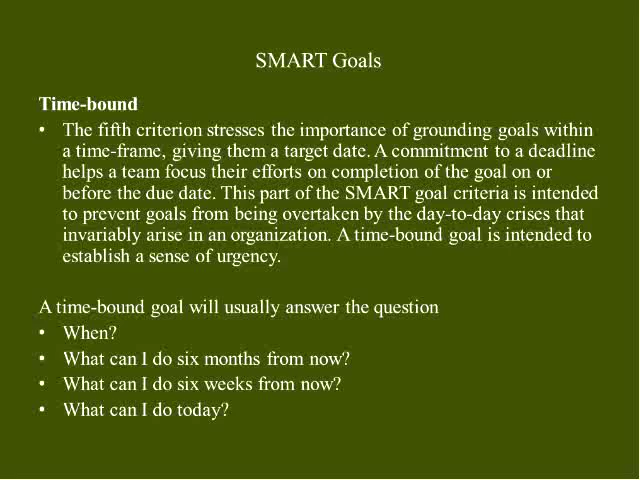 SMART Goals
Time-bound
• The fifth criterion stresses the importance of grounding goals within
a time-frame, giving them a target date. A commitment to a deadline
helps a team focus their efforts on completion of the goal on or
before the due date. This part of the SMART goal criteria is intended
to prevent goals from being overtaken by the day-to-day crises that
invariably arise in an organization. A time-bound goal is intended to
establish a sense of urgency.
A time-bound goal will usually answer the question
• When?
• What can I do six months from now?
• What can I do six weeks from now?
• What can I do today?